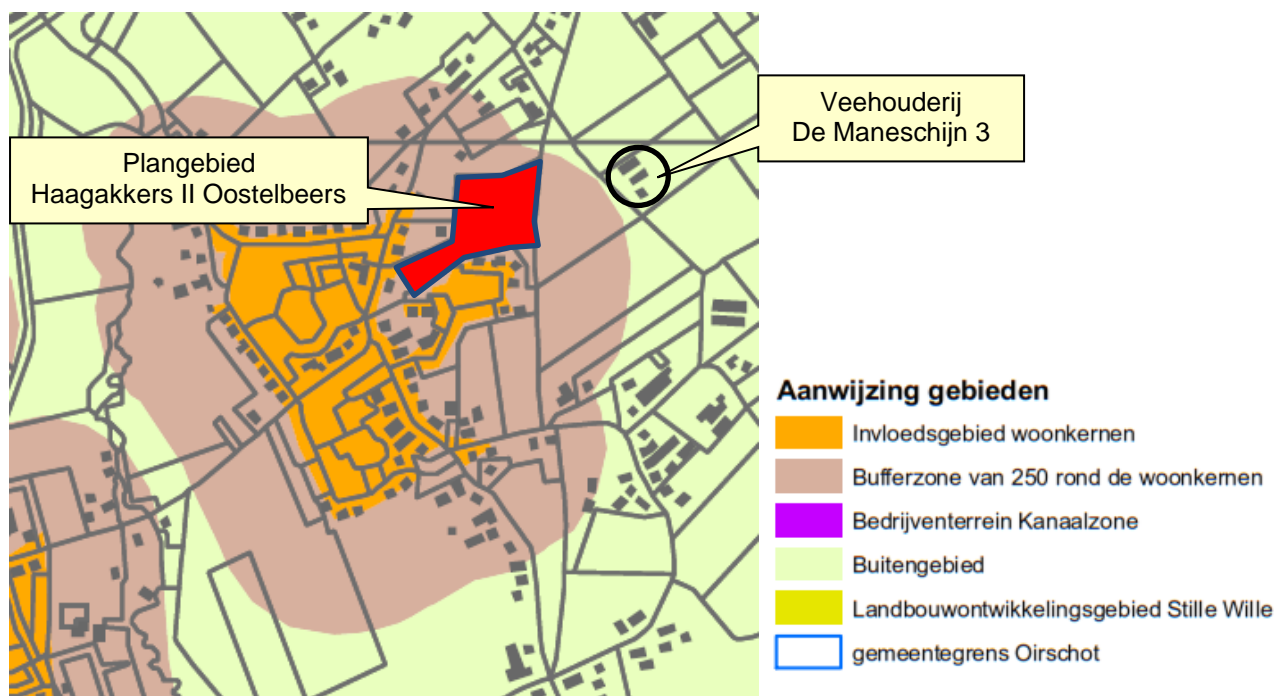 Veehouderij
De Maneschijn 3
Plangebied
Haagakkers II Oostelbeers
Aanwijzing gebieden
Invloedsgebied woonkernen
Bufferzone van 250 rond de woonkernen
Bedrijventerrein Kanaalzone
Buitengebied
Landbouwontwikkelingsgebied Stille Wille
gemeentegrens Oirschot